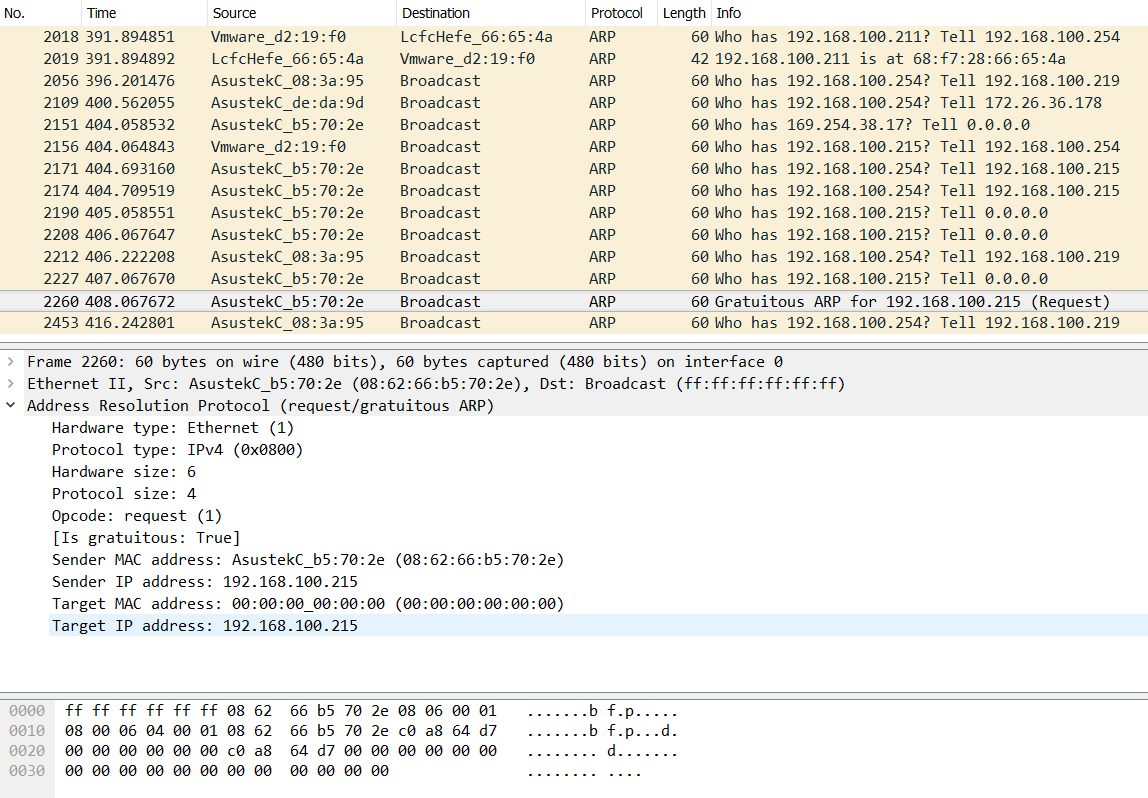 No. Time Source Destination Protocol Length Info
2018 391.894851 Vmware_d2:19:f0 LcfcHefe_66:65:4a ARP 60 Who has 192.168.100.211? Tell 192.168.100.254
2019 391.894892 LcfcHefe_66:65:4a Vmware_d2:19:f0 ARP 42 192.168.100.211 is at 68:f7:28:66:65:4a
2056 396.201476 AsustekC_08:3a:95 Broadcast ARP 60 Who has 192.168.100.254? Tell 192.168.100.219
2109 400.562055 AsustekC_de:da:9d Broadcast ARP 60 Who has 192.168.100.254? Tell 172.26.36.178
2151 404.058532 AsustekC_b5:70:2e Broadcast ARP 60 Who has 169.254.38.17? Tell 0.0.0.0
2156 404.064843 Vmware_d2:19:f0 Broadcast ARP 60 Who has 192.168.100.215? Tell 192.168.100.254
2171 404.693160 AsustekC_b5:70:2e Broadcast ARP 60 Who has 192.168.100.254? Tell 192.168.100.215
2174 404.709519 AsustekC_b5:70:2e Broadcast ARP 60 Who has 192.168.100.254? Tell 192.168.100.215
2190 405.058551 AsustekC_b5:70:2e Broadcast ARP 60 Who has 192.168.100.215? Tell 0.0.0.0
2208 406.067647 AsustekC_b5:70:2e Broadcast ARP 60 Who has 192.168.100.215? Tell 0.0.0.0
2212 406.222208 AsustekC_08:3a:95 Broadcast ARP 60 Who has 192.168.100.254? Tell 192.168.100.219
2227 407.067670 AsustekC_b5:70:2e Broadcast ARP 60 Who has 192.168.100.215? Tell 0.0.0.0
2260 408.067672 AsustekC_b5:70:2e Broadcast ARP 60 Gratuitous ARP for 192.168.100.215 (Request)
2453 416.242801 AsustekC_08:3a:95 Broadcast ARP 60 Who has 192.168.100.254? Tell 192.168.100.219
Frame 2260: 60 bytes on wire (480 bits), 60 bytes captured (480 bits) on interface 0
Ethernet II, Src: AsustekC_b5:70:2e (08:62:66:b5:70:2e), Dst: Broadcast (ff:ff:ff:ff:ff:ff)
Address Resolution Protocol (request/gratuitous ARP)
Hardware type: Ethernet (1)
Protocol type: IPv4 (0x0800)
Hardware size: 6
Protocol size: 4
Opcode: request (1)
[Is gratuitous: True]
Sender MAC address: AsustekC_b5:70:2e (08:62:66:b5:70:2e)
Sender IP address: 192.168.100.215
Target MAC address: 00:00:00_00:00:00 (00:00:00:00:00:00)
Target IP address: 192.168.100.215
0000 ff ff ff ff ff ff 08 62 66 b5 70 2e 08 06 00 01 .......b f.p.....
0010 08 00 06 04 00 01 08 62 66 b5 70 2e c0 a8 64 d7 .......b f.p...d.
0020 00 00 00 00 00 00 c0 a8 64 d7 00 00 00 00 00 00 ........ d.......
0030 00 00 00 00 00 00 00 00 00 00 00 00 ........ ....